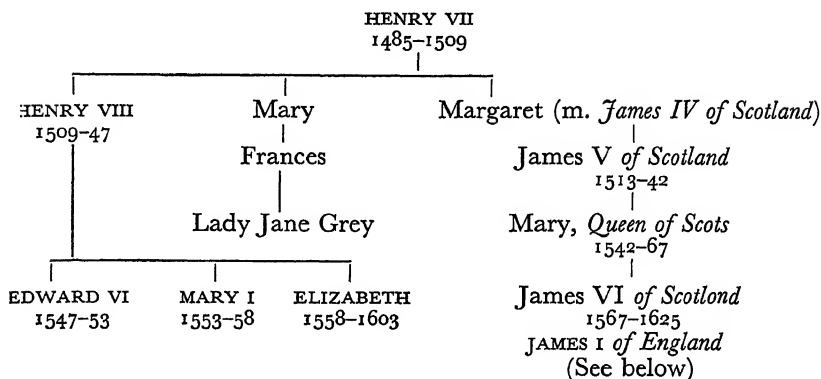 HENRY VII
1485–1509
HENRY VIII Mary Margaret (m. James IV of Scotland)
1509–47
Frances James V of Scotland
1513–42
Lady Jane Grey Mary, Queen of Scots
1542–67
EDWARD VI MARY I ELIZABETH James VI of Scotlond
1547–53 1553–58 1558–1603 1567–1625
JAMES I of England
(See below)